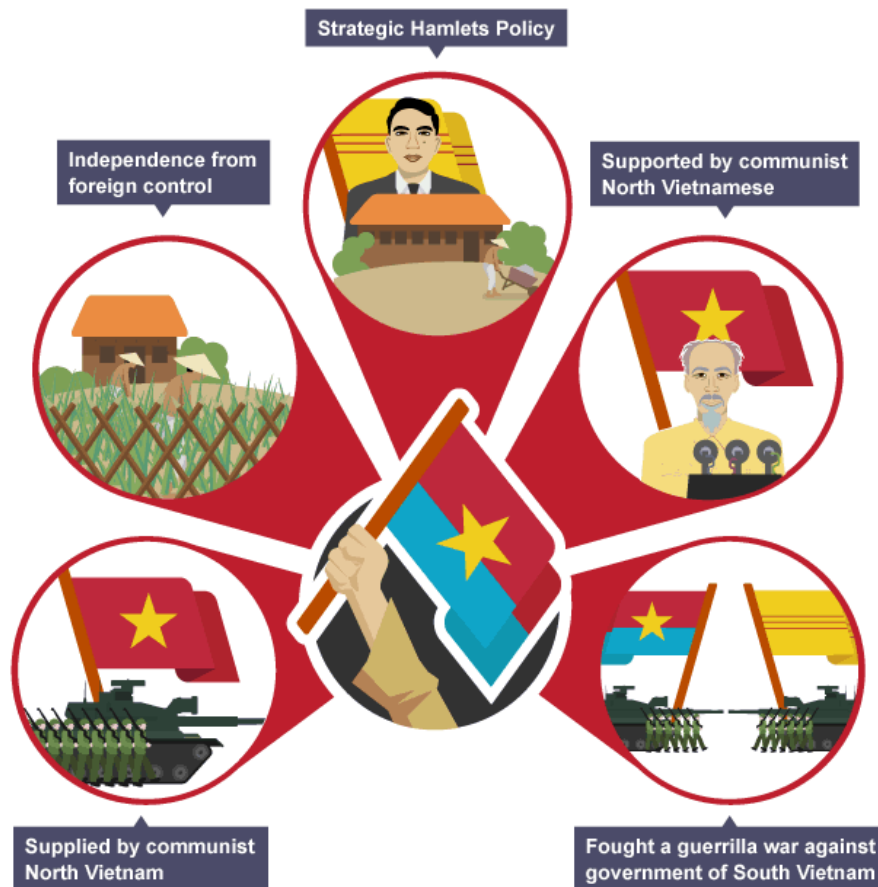 Strategic Hamlets Policy
Independence from
foreign control
Supported by communist
North Vietnamese
Supplied by communist
North Vietnam
Fought a guerrilla war against
government of South Vietnam